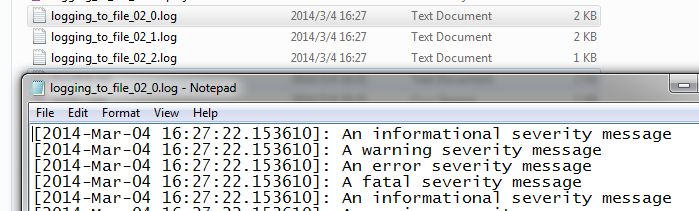 logging_to_file_02_0.log 2014/3/4 16:27 Text Document 2 KB
logging_to_file_02_1.log 2014/3/4 16:27 Text Document 2 KB
logging_to_file_02_2.log 2014/3/4 16:27 Text Document 1 KB
logging_to_file_02_0.log - Notepad
File Edit Format View Help
[2014-Mar-04 16:27:22.153610]: An informational severity message
[2014-Mar-04 16:27:22.153610]: A warning severity message
[2014-Mar-04 16:27:22.153610]: An error severity message
[2014-Mar-04 16:27:22.153610]: A fatal severity message
[2014-Mar-04 16:27:22.153610]: An informational severity message